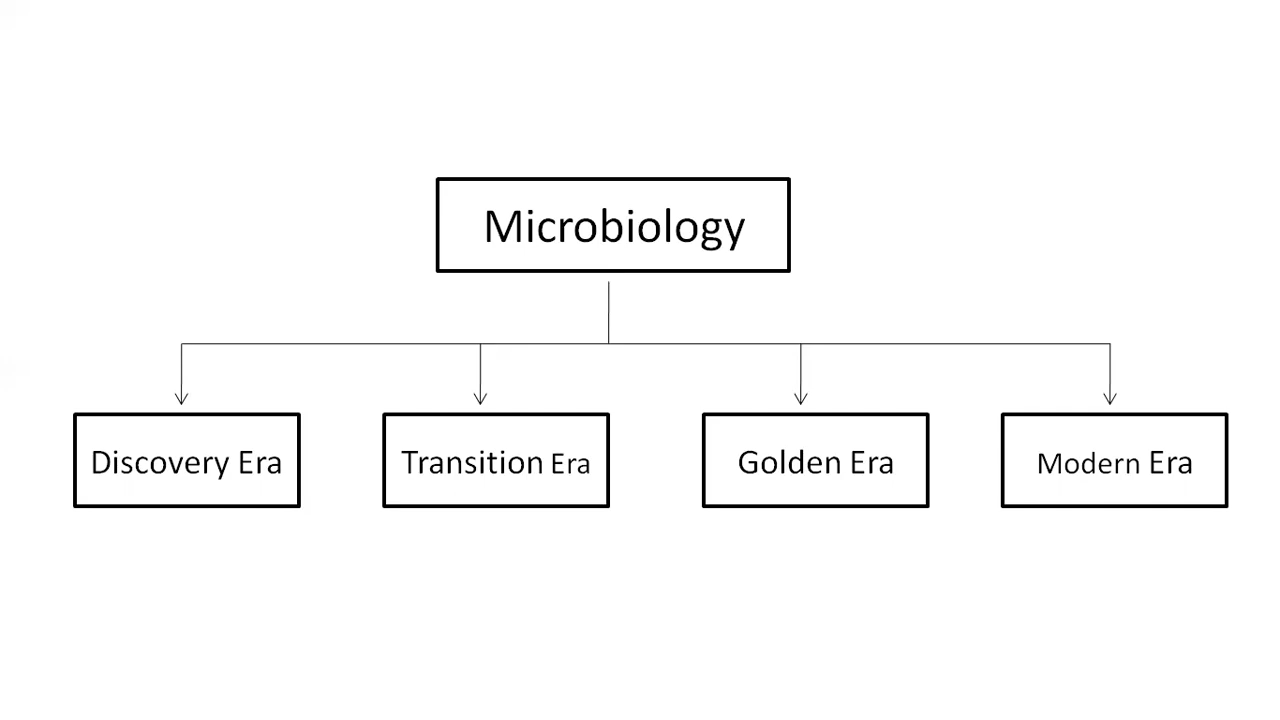 Microbiology
Discovery Era
Transition Era
Golden Era
Modern Era